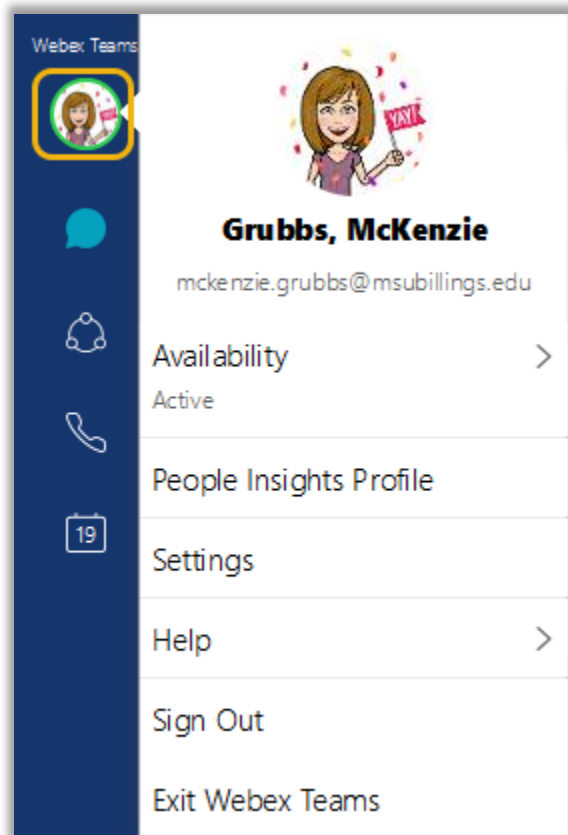 Webex Teams
YAY!
Grubbs, McKenzie
mckenzie.grubbs@msubillings.edu
Availability
Active
People Insights Profile
19
Settings
Help
Sign Out
Exit Webex Teams